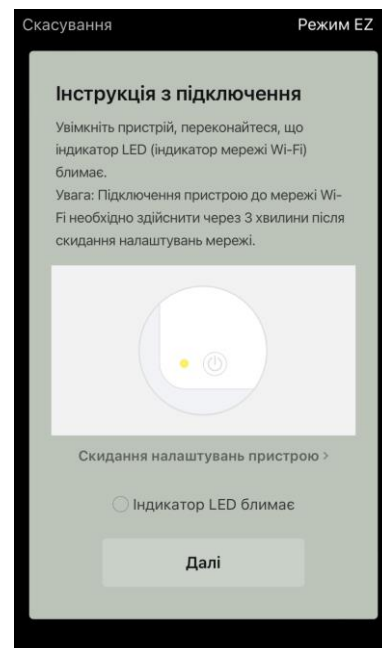 Скасування Режим EZ
Інструкція з підключення
Увімкніть пристрій, переконайтеся, що
індикатор LED (індикатор мережі Wi-Fi)
блимає.
Увага: Підключення пристрою до мережі Wi-
Fi необхідно здійснити через 3 хвилини після
скидання налаштувань мережі.
Скидання налаштувань пристрою >
Індикатор LED блимає
Далі